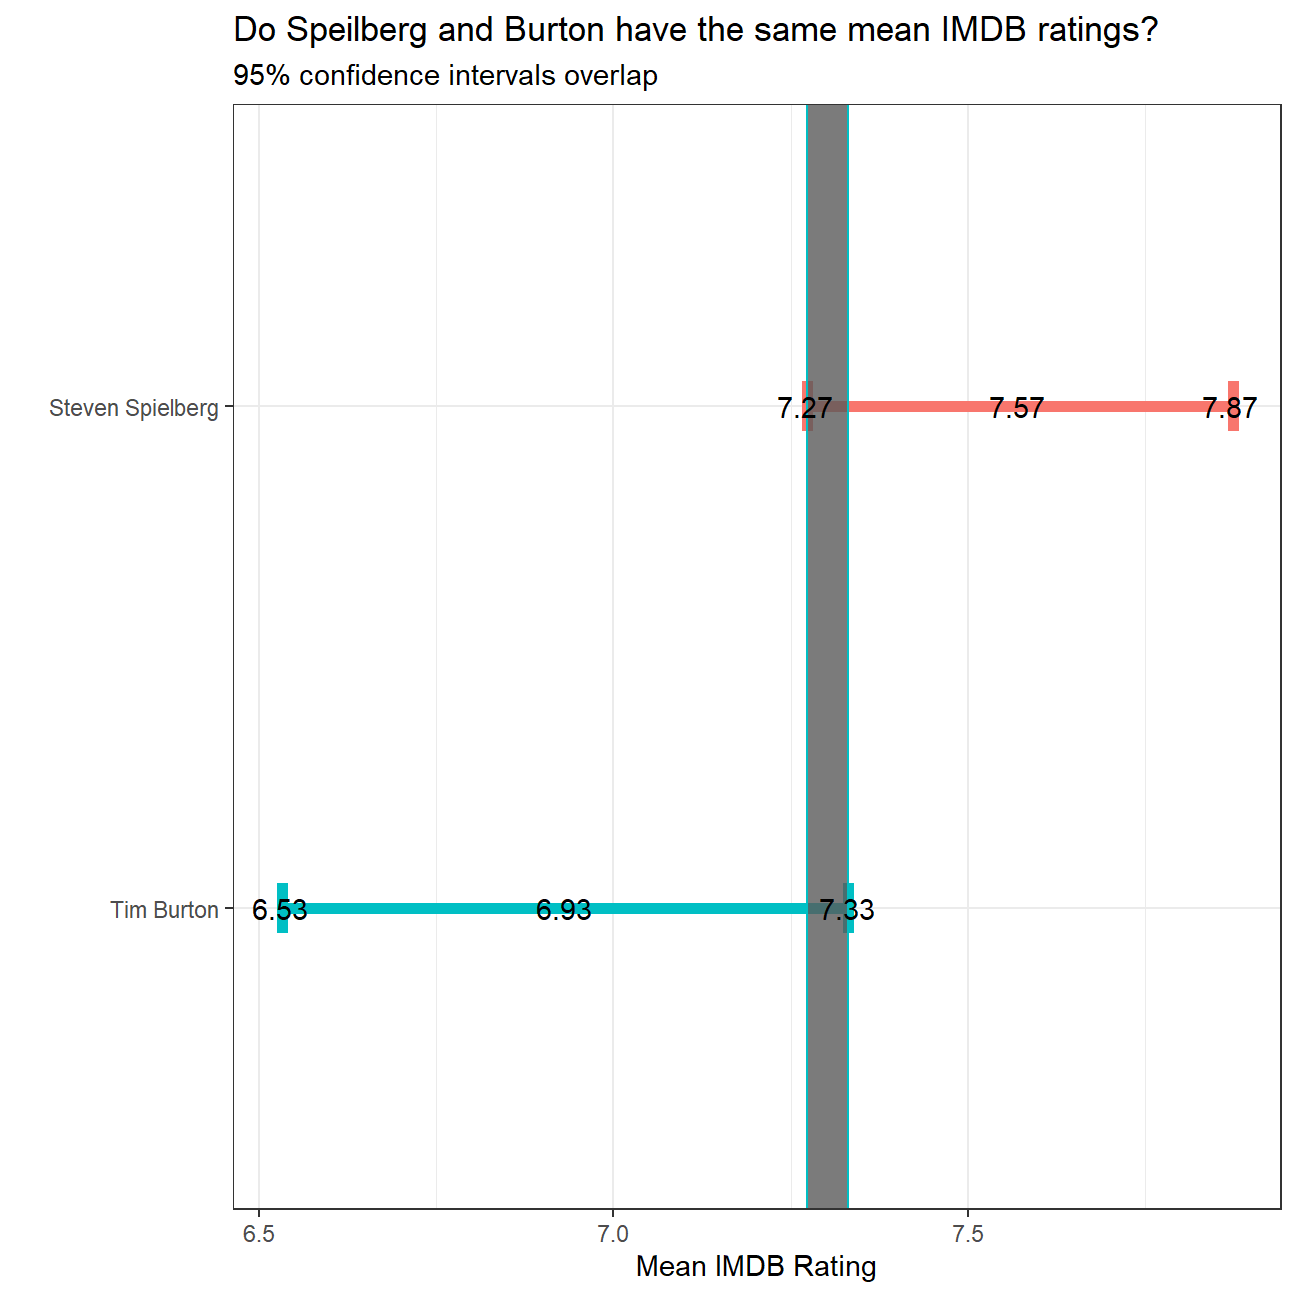 Do Speilberg and Burton have the same mean IMDB ratings?
95% confidence intervals overlap
Steven Spielberg
7.27 7.57 7.87
Tim Burton
6.53 6.93 7.33
6.5 7.0 7.5
Mean IMDB Rating